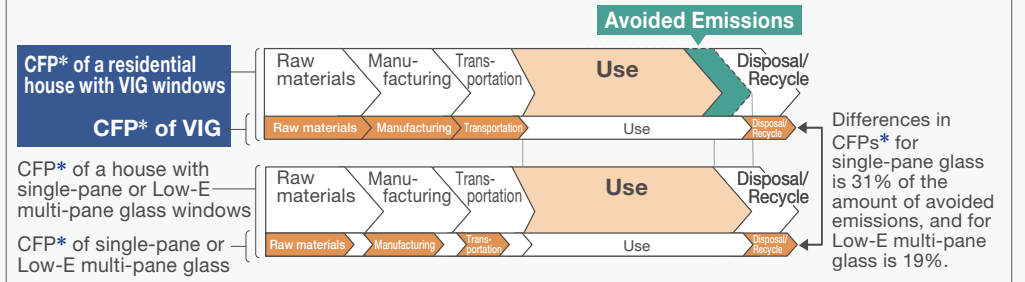 Avoided Emissions
CFP* of a residential
house with VIG windows
Raw
materials
Manu-
facturing
Trans-
portation
Use
Disposal/
Recycle
CFP* of VIG
Raw materials
Manufacturing
Transportation
Use
Disposal/
Recycle
CFP* of a house with
single-pane or Low-E
multi-pane glass windows
Raw
materials
Manu-
facturing
Trans-
portation
Use
Disposal/
Recycle
CFP* of single-pane or
Low-E multi-pane glass
Raw materials
Manufacturing
Trans-
portation
Use
Disposal/
Recycle
Differences in
CFPs* for
single-pane glass
is 31% of the
amount of avoided
emissions, and for
Low-E multi-pane
glass is 19%.